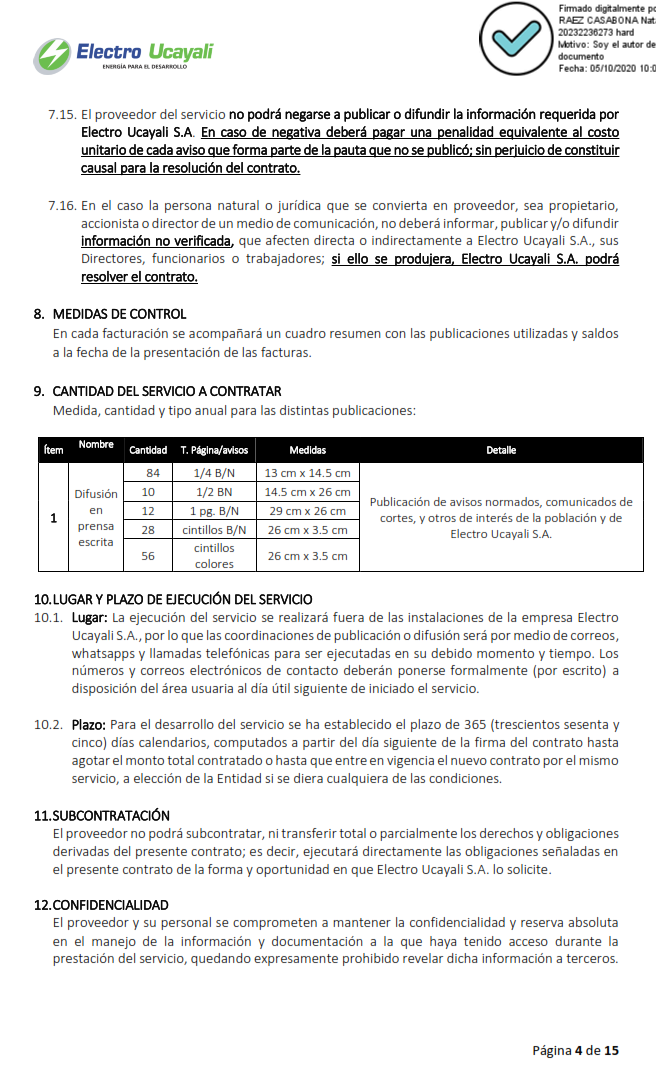 Electro Ucayali
ENERGÍA PARA EL DESARROLLO
Firmado digitalmente po
RAEZ CASABONA Nat
20232236273 hard
Motivo: Soy el autor de
documento
Fecha: 05/10/2020 10:0
7.15. El proveedor del servicio no podrá negarse a publicar o difundir la información requerida por
Electro Ucayali S.A. En caso de negativa deberá pagar una penalidad equivalente al costo
unitario de cada aviso que forma parte de la pauta que no se publicó; sin perjuicio de constituir
causal para la resolución del contrato.
7.16. En el caso la persona natural o jurídica que se convierta en proveedor, sea propietario,
accionista o director de un medio de comunicación, no deberá informar, publicar y/o difundir
información no verificada, que afecten directa o indirectamente a Electro Ucayali S.A., sus
Directores, funcionarios o trabajadores; si ello se produjera, Electro Ucayali S.A. podrá
resolver el contrato.
8. MEDIDAS DE CONTROL
En cada facturación se acompañará un cuadro resumen con las publicaciones utilizadas y saldos
a la fecha de la presentación de las facturas.
9. CANTIDAD DEL SERVICIO A CONTRATAR
Medida, cantidad y tipo anual para las distintas publicaciones:
Ítem Nombre Cantidad T. Página/avisos Medidas Detalle
1 Difusión en prensa escrita
84 1/4 B/N 13 cm x 14.5 cm
10 1/2 BN 14.5 cm x 26 cm
12 1 pg. B/N 29 cm x 26 cm
28 cintillos B/N 26 cm x 3.5 cm
56 cintillos colores 26 cm x 3.5 cm
Publicación de avisos normados, comunicados de
cortes, y otros de interés de la población y de
Electro Ucayali S.A.
10.LUGAR Y PLAZO DE EJECUCIÓN DEL SERVICIO
10.1. Lugar: La ejecución del servicio se realizará fuera de las instalaciones de la empresa Electro
Ucayali S.A., por lo que las coordinaciones de publicación o difusión será por medio de correos,
whatsapps y llamadas telefónicas para ser ejecutadas en su debido momento y tiempo. Los
números y correos electrónicos de contacto deberán ponerse formalmente (por escrito) a
disposición del área usuaria al día útil siguiente de iniciado el servicio.
10.2. Plazo: Para el desarrollo del servicio se ha establecido el plazo de 365 (trescientos sesenta y
cinco) días calendarios, computados a partir del día siguiente de la firma del contrato hasta
agotar el monto total contratado o hasta que entre en vigencia el nuevo contrato por el mismo
servicio, a elección de la Entidad si se diera cualquiera de las condiciones.
11.SUBCONTRATACIÓN
El proveedor no podrá subcontratar, ni transferir total o parcialmente los derechos y obligaciones
derivadas del presente contrato; es decir, ejecutará directamente las obligaciones señaladas en
el presente contrato de la forma y oportunidad en que Electro Ucayali S.A. lo solicite.
12.CONFIDENCIALIDAD
El proveedor y su personal se comprometen a mantener la confidencialidad y reserva absoluta
en el manejo de la información y documentación a la que haya tenido acceso durante la
prestación del servicio, quedando expresamente prohibido revelar dicha información a terceros.
Página 4 de 15